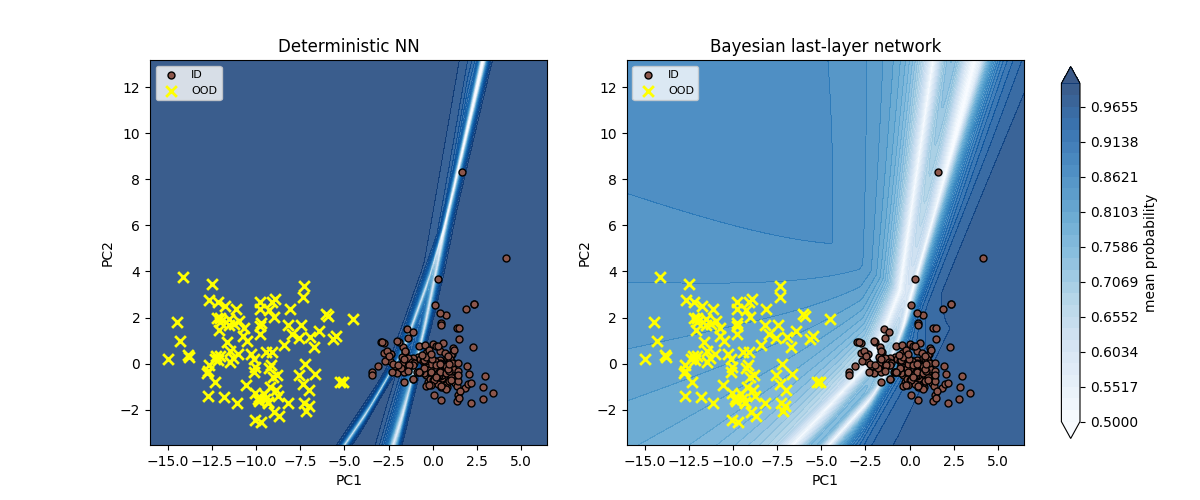 Deterministic NN
ID
OOD
12
10
8
6
4
2
0
−2
PC2
−15.0 −12.5 −10.0 −7.5 −5.0 −2.5 0.0 2.5 5.0
PC1
Bayesian last-layer network
ID
OOD
12
10
8
6
4
2
0
−2
PC2
−15.0 −12.5 −10.0 −7.5 −5.0 −2.5 0.0 2.5 5.0
PC1
0.9655
0.9138
0.8621
0.8103
0.7586
0.7069
0.6552
0.6034
0.5517
0.5000
mean probability